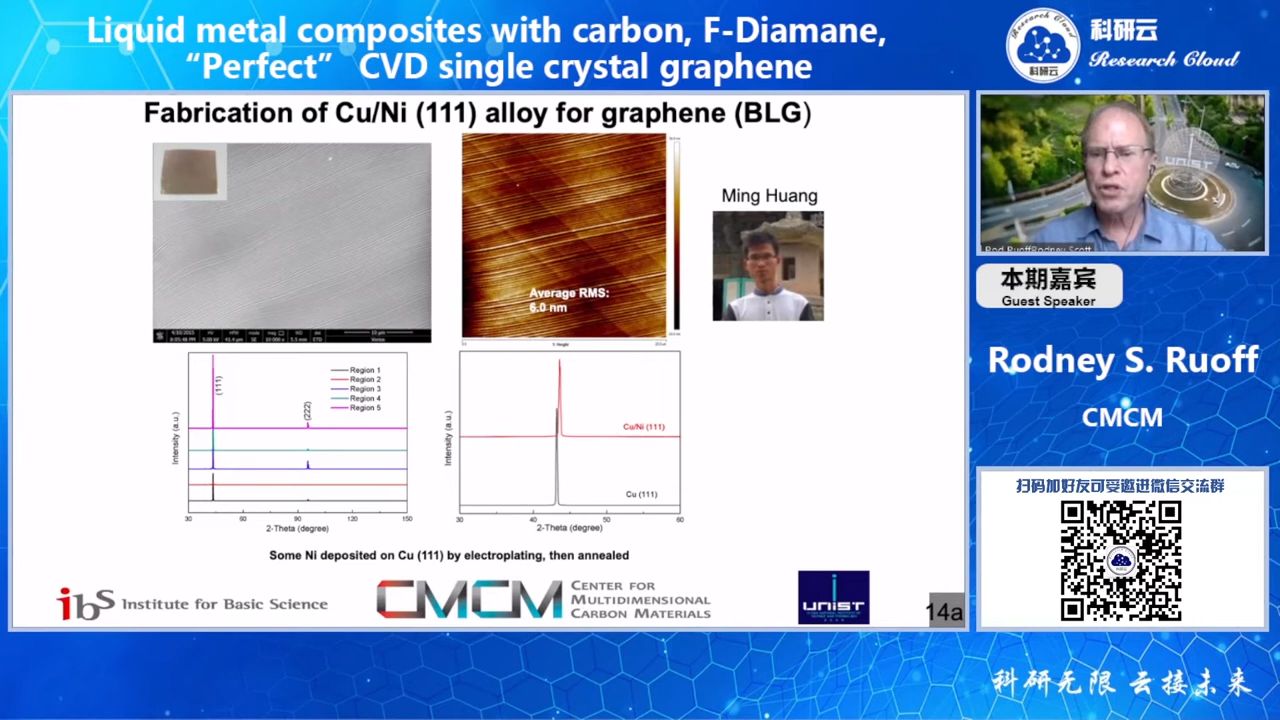 Liquid metal composites with carbon, F-Diamane,
“Perfect” CVD single crystal graphene
科研云
Research Cloud
Fabrication of Cu/Ni (111) alloy for graphene (BLG)
Average RMS:
6.0 nm
Ming Huang
Intensity (a.u.)
(111)
(222)
Region 1
Region 2
Region 3
Region 4
Region 5
30 60 90 120 150
2-Theta (degree)
Intensity (a.u.)
Cu/Ni (111)
Cu (111)
30 40 50 60
2-Theta (degree)
Some Ni deposited on Cu (111) by electroplating, then annealed
ibS Institute for Basic Science
CMCM
CENTER FOR
MULTIDIMENSIONAL
CARBON MATERIALS
UNIST
14a
UNIST
Rod RuoffRodney Scott
本期嘉宾
Guest Speaker
Rodney S. Ruoff
CMCM
扫码加好友可受邀进微信交流群
科研无限 云接未来